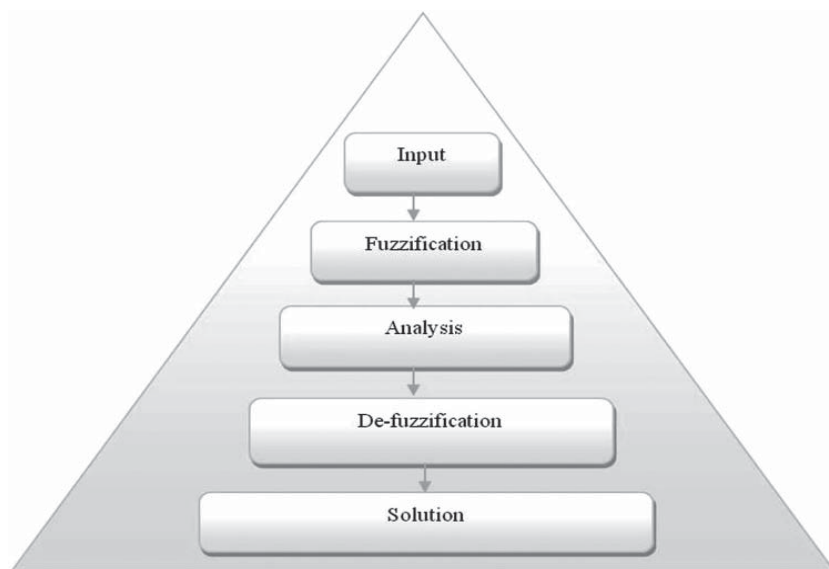 Input
Fuzzification
Analysis
De-fuzzification
Solution